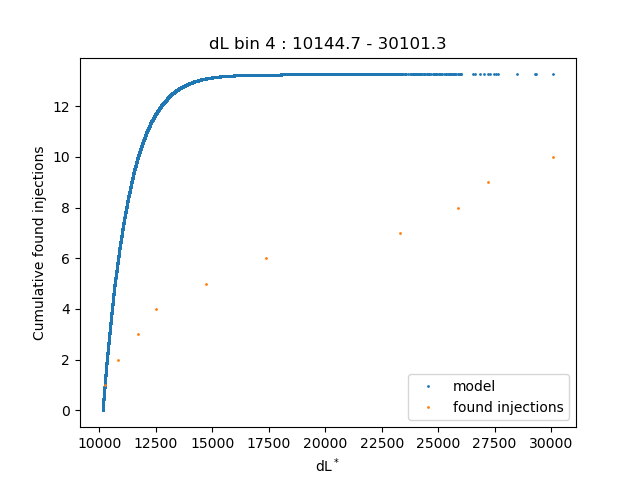 dL bin 4 : 10144.7 - 30101.3
Cumulative found injections
12
10
8
6
4
2
0
model
found injections
10000 12500 15000 17500 20000 22500 25000 27500 30000
dL*